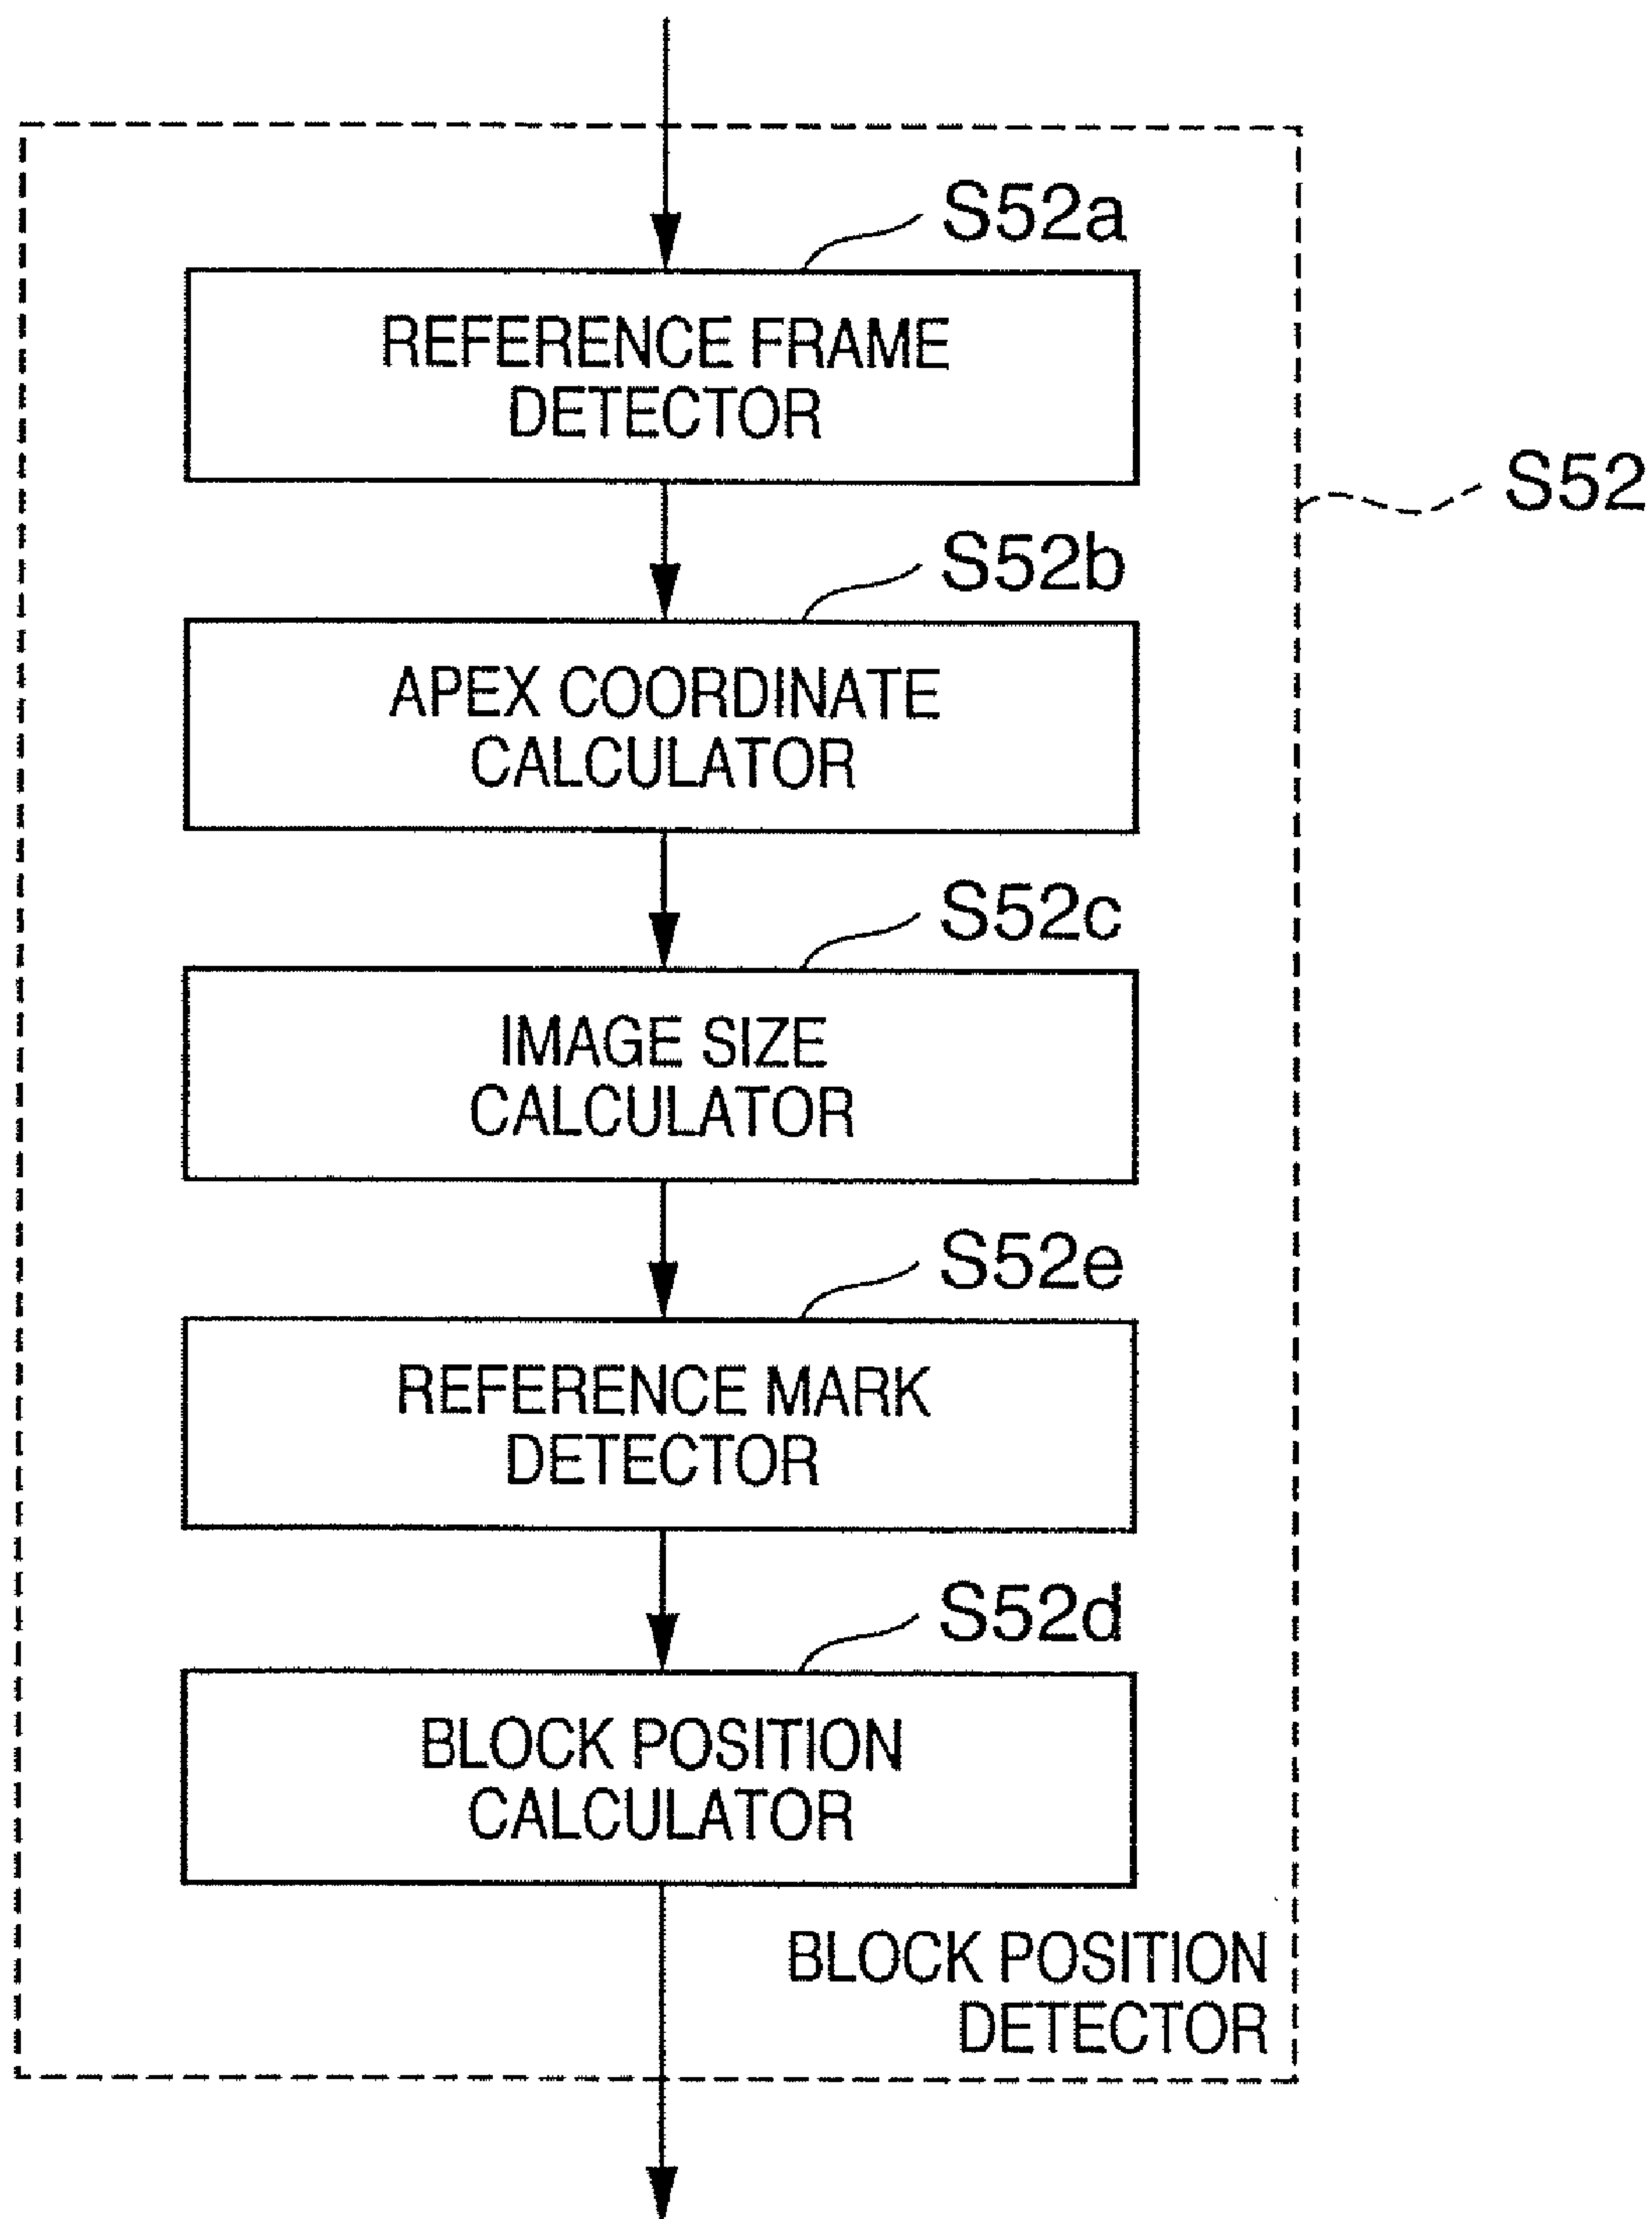 S52a
REFERENCE FRAME
DETECTOR
S52
S52b
APEX COORDINATE
CALCULATOR
S52c
IMAGE SIZE
CALCULATOR
S52e
REFERENCE MARK
DETECTOR
S52d
BLOCK POSITION
CALCULATOR
BLOCK POSITION
DETECTOR